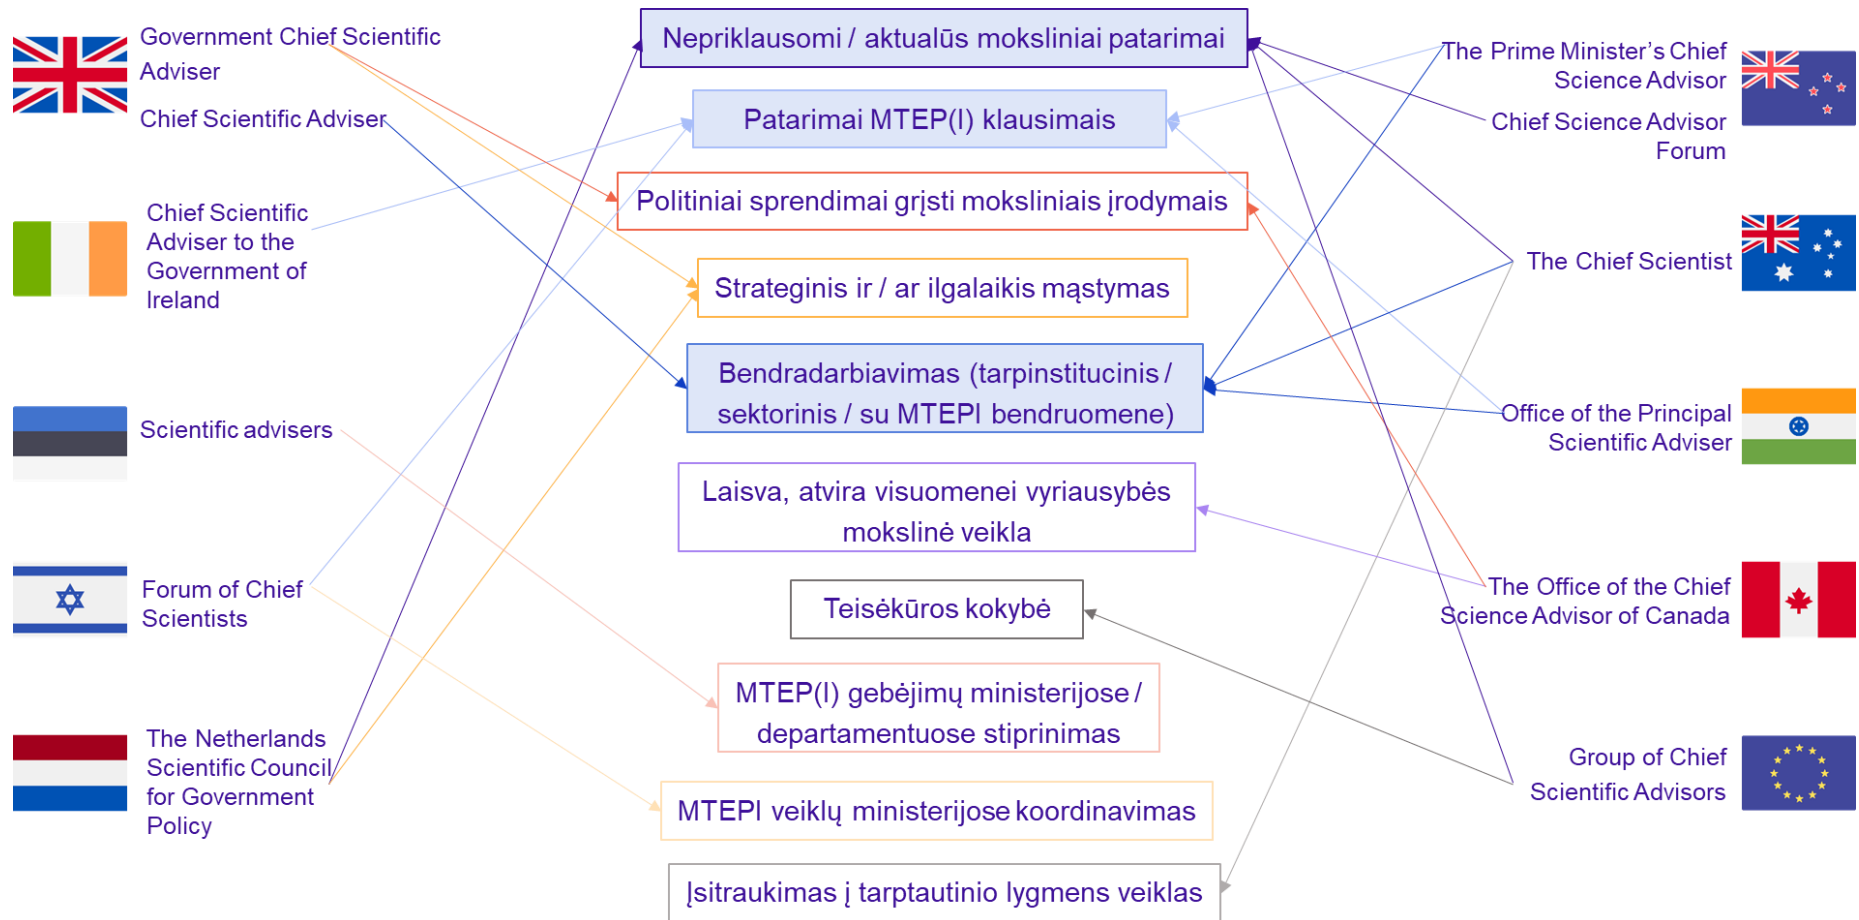 Government Chief Scientific
Adviser
Chief Scientific Adviser
Chief Scientific
Adviser to the
Government of
Ireland
Scientific advisers
Forum of Chief
Scientists
The Netherlands
Scientific Council
for Government
Policy
Nepriklausomi / aktualūs moksliniai patarimai
Patarimai MTEP(I) klausimais
Politiniai sprendimai grįsti moksliniais įrodymais
Strateginis ir / ar ilgalaikis mąstymas
Bendradarbiavimas (tarpinstitucinis /
sektorinis / su MTEPI bendruomene)
Laisva, atvira visuomenei vyriausybės
mokslinė veikla
Teisėkūros kokybė
MTEP(I) gebėjimų ministerijose /
departamentuose stiprinimas
MTEPI veiklų ministerijose koordinavimas
Įsitraukimas į tarptautinio lygmens veiklas
The Prime Minister’s Chief
Science Advisor
Chief Science Advisor
Forum
The Chief Scientist
Office of the Principal
Scientific Adviser
The Office of the Chief
Science Advisor of Canada
Group of Chief
Scientific Advisors